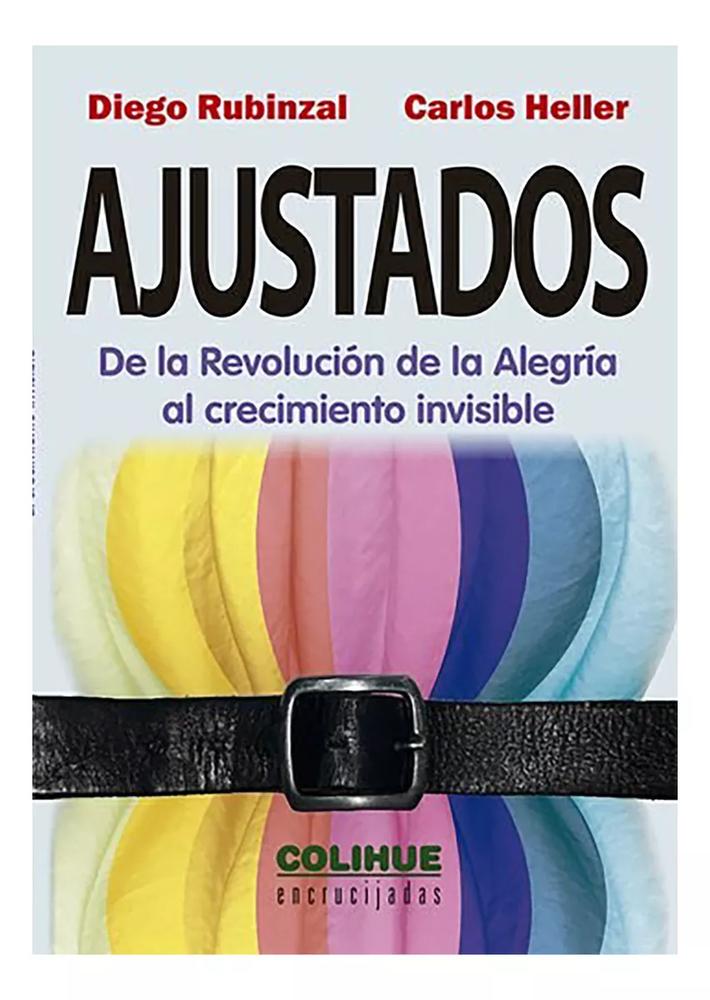 Diego Rubinzal Carlos Heller
AJUSTADOS
De la Revolución de la Alegría
al crecimiento invisible
COLIHUE
encrucijadas